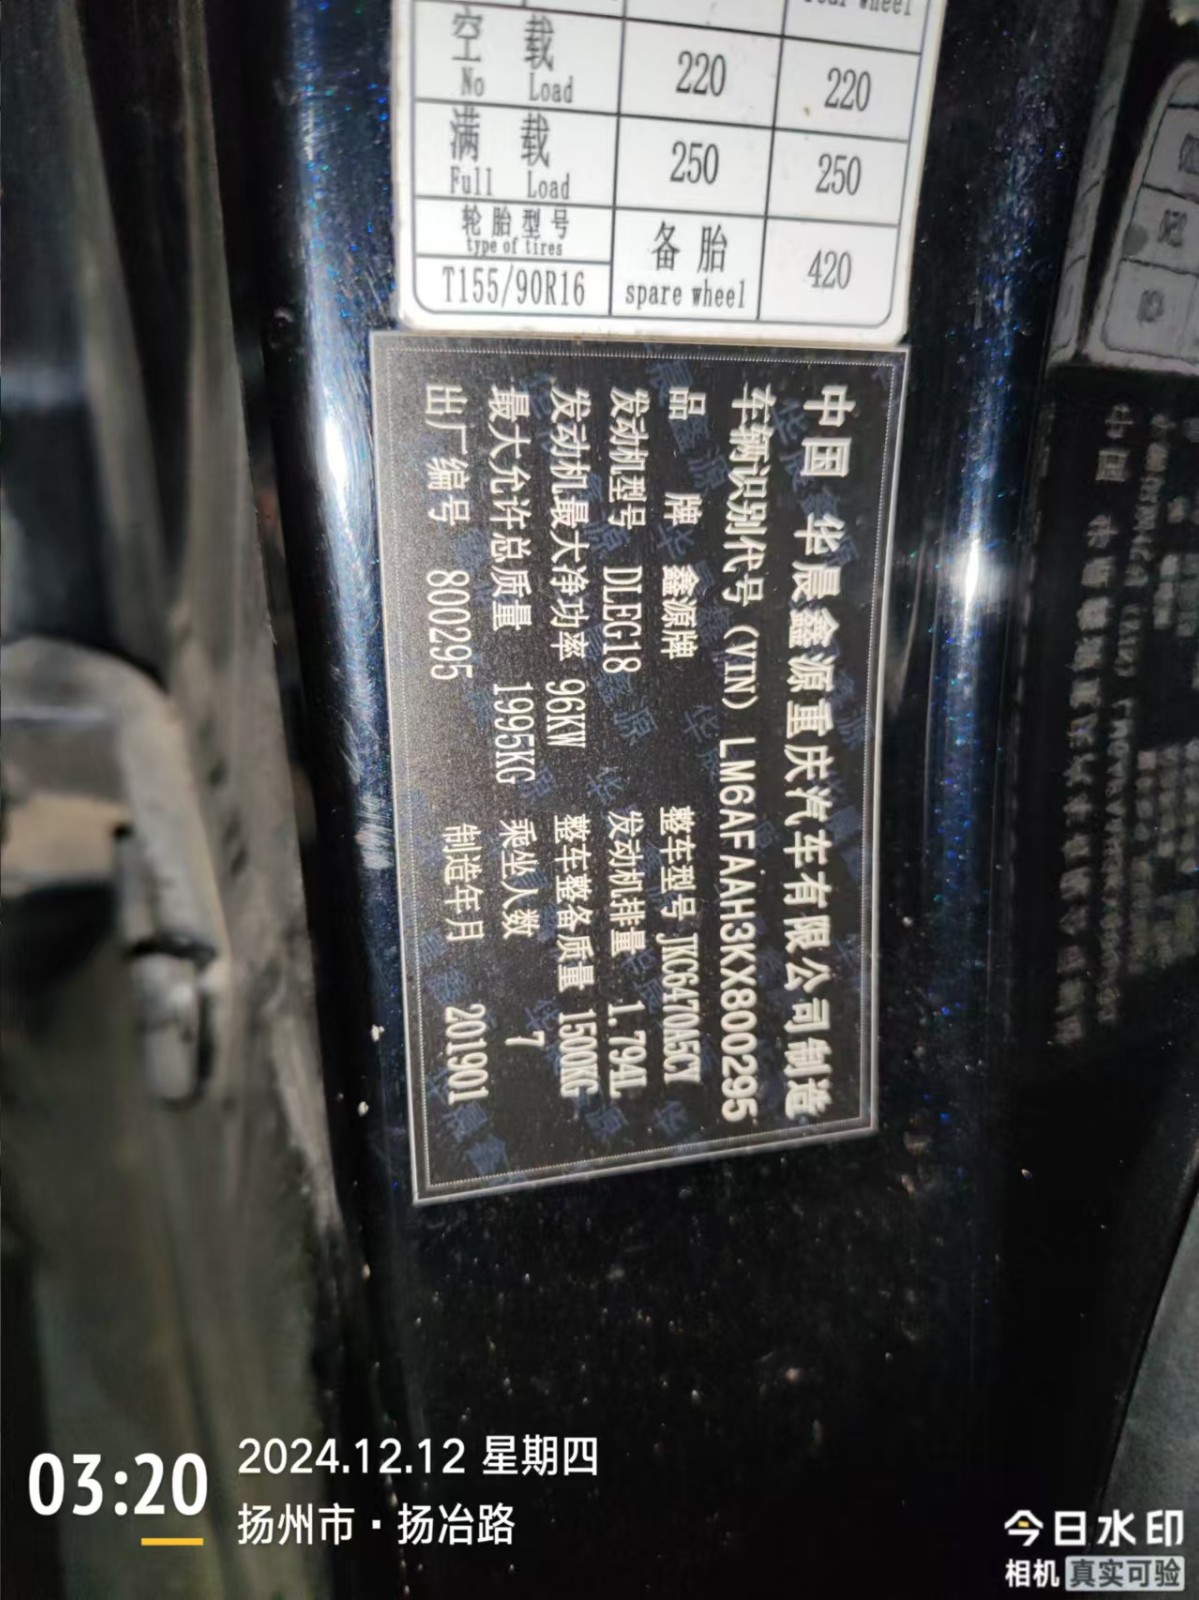 空 载 220 220
No Load
满 载 250 250
Full Load
轮胎型号 备胎 420
type of tires spare wheel
T155/90R16
中国 华晨鑫源重庆汽车有限公司制造
车辆识别代号 (VIN) LM6AFAAH3KX800295
品 牌 鑫源牌 整车型号 JKC6470A5CY
发动机型号 DLEG18 发动机排量 1.794L
发动机最大净功率 96KW 整车整备质量 1500KG
最大允许总质量 1995KG 乘坐人数 7
出厂编号 800295 制造年月 201901
03:20
2024.12.12 星期四
扬州市·扬冶路
今日水印
相机 真实可验